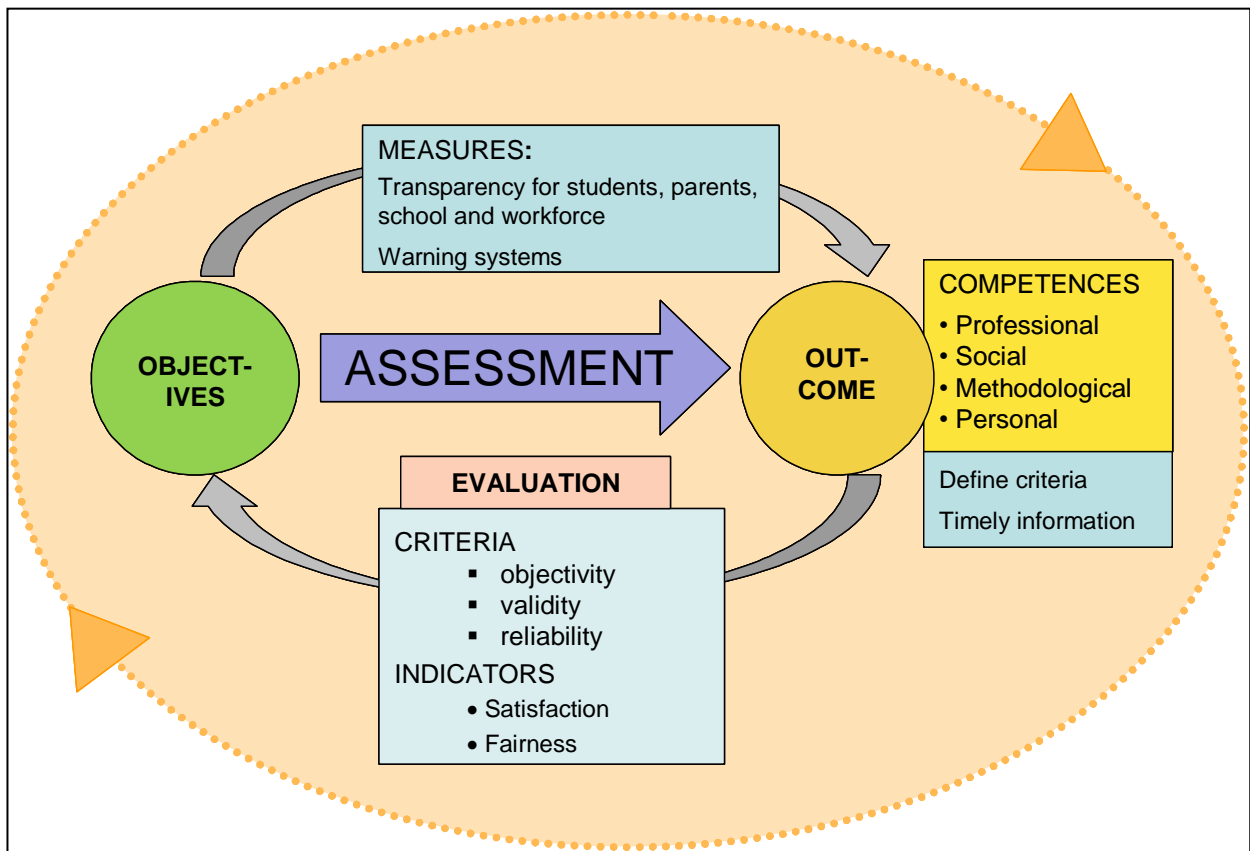 MEASURES:
Transparency for students, parents,
school and workforce
Warning systems
OBJECT-
IVES
ASSESSMENT
OUT-
COME
COMPETENCES
• Professional
• Social
• Methodological
• Personal
Define criteria
Timely information
EVALUATION
CRITERIA
▪ objectivity
▪ validity
▪ reliability
INDICATORS
• Satisfaction
• Fairness